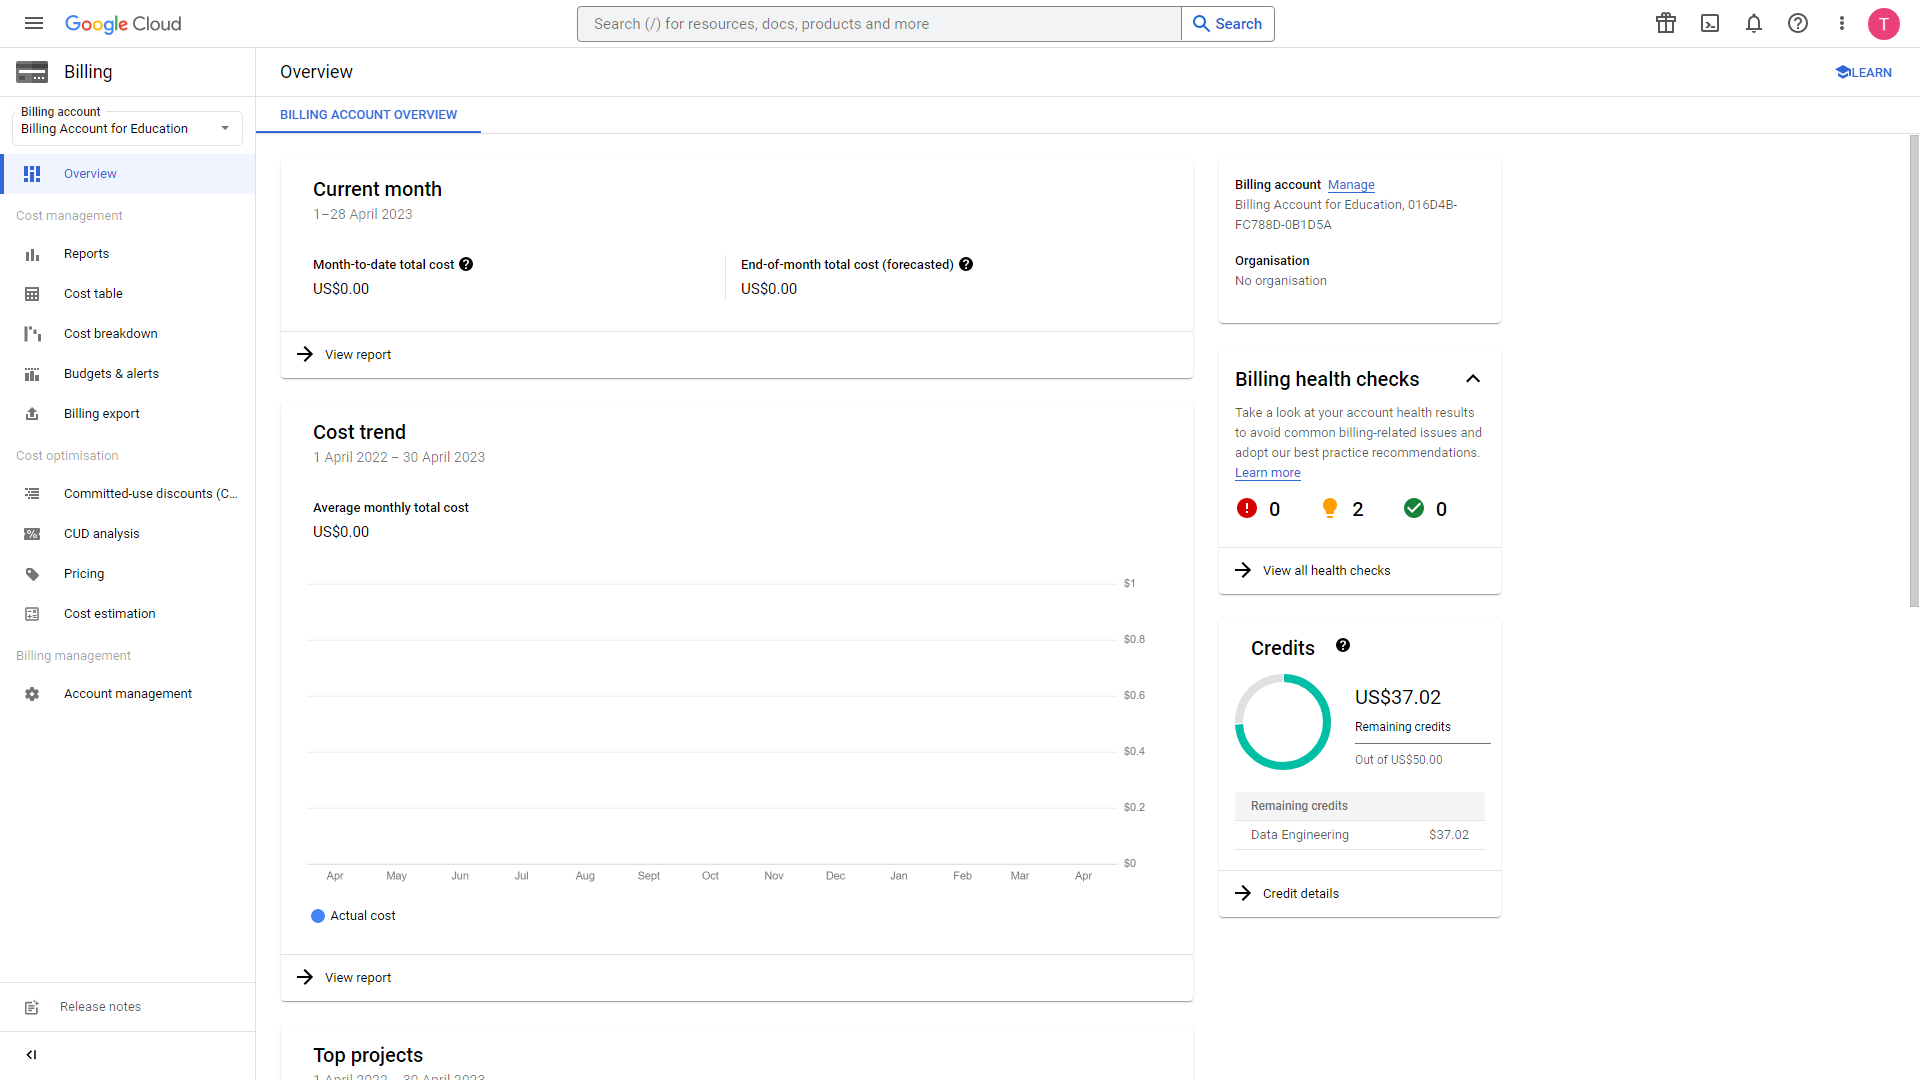 Google Cloud
Search (/) for resources, docs, products and more
Search
T
Billing
Overview
LEARN
Billing account
Billing Account for Education
BILLING ACCOUNT OVERVIEW
Overview
Cost management
Reports
Cost table
Cost breakdown
Budgets & alerts
Billing export
Cost optimisation
Committed-use discounts (C...
CUD analysis
Pricing
Cost estimation
Billing management
Account management
Release notes
Current month
1–28 April 2023
Month-to-date total cost
US$0.00
End-of-month total cost (forecasted)
US$0.00
View report
Cost trend
1 April 2022 – 30 April 2023
Average monthly total cost
US$0.00
$1
$0.8
$0.6
$0.4
$0.2
$0
Apr May Jun Jul Aug Sept Oct Nov Dec Jan Feb Mar Apr
Actual cost
View report
Top projects
1 April 2022 – 30 April 2023
Billing account Manage
Billing Account for Education, 016D4B-
FC788D-0B1D5A
Organisation
No organisation
Billing health checks
Take a look at your account health results
to avoid common billing-related issues and
adopt our best practice recommendations.
Learn more
0 2 0
View all health checks
Credits
US$37.02
Remaining credits
Out of US$50.00
Remaining credits
Data Engineering $37.02
Credit details